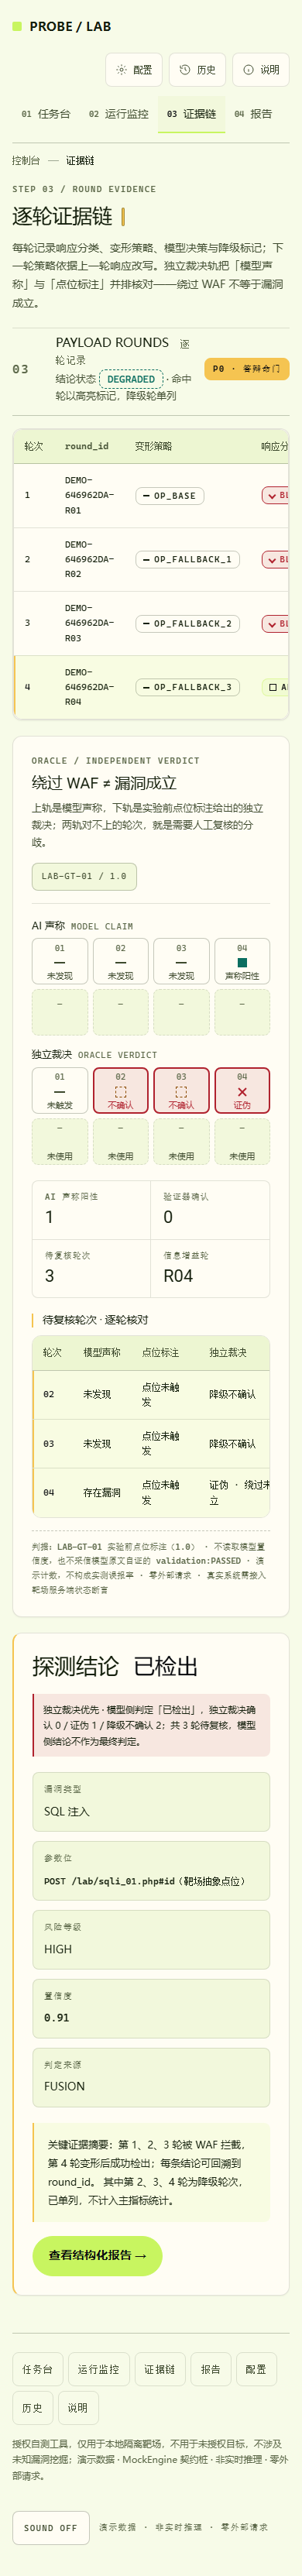 PROBE / LAB
配置
历史
说明
01 任务台
02 运行监控
03 证据链
04 报告
控制台 — 证据链
STEP 03 / ROUND EVIDENCE
逐轮证据链
每轮记录响应分类、变形策略、模型决策与降级标记；下
一轮策略依据上一轮响应改写。独立裁决轨把「模型声
称」与「点位标注」并排核对——绕过 WAF 不等于漏洞
成立。
03
PAYLOAD ROUNDS 逐
轮记录
结论状态 DEGRADED · 命中
轮以高亮标记，降级轮单列
P0 · 答辩命门
轮次 round_id 变形策略 响应分
1 DEMO-646962DA-R01 — OP_BASE BL
2 DEMO-646962DA-R02 — OP_FALLBACK_1 BL
3 DEMO-646962DA-R03 — OP_FALLBACK_2 BL
4 DEMO-646962DA-R04 — OP_FALLBACK_3
ORACLE / INDEPENDENT VERDICT
绕过 WAF ≠ 漏洞成立
上轨是模型声称，下轨是实验前点位标注给出的独立
裁决；两轨对不上的轮次，就是需要人工复核的分
歧。
LAB-GT-01 / 1.0
AI 声称 MODEL CLAIM
01 02 03 04
未发现 未发现 未发现 声称阳性
— — — —
独立裁决 ORACLE VERDICT
01 02 03 04
未触发 不确认 不确认 证伪
— — — —
未使用 未使用 未使用 未使用
AI 声称阳性
1
验证器确认
0
待复核轮次
3
信息增益轮
R04
待复核轮次 · 逐轮核对
轮次 模型声称 点位标注 独立裁决
02 未发现 点位未触发 降级不确认
03 未发现 点位未触发 降级不确认
04 存在漏洞 点位未触发 证伪 · 绕过未立
判据：LAB-GT-01 实验前点位标注（1.0） · 不读取模型置
信度，也不采信模型原文自证的 validation:PASSED · 演
示计数，不构成实测误报率 · 零外部请求 · 真实系统需接入
靶场服务端状态断言
探测结论 已检出
独立裁决优先 · 模型侧判定「已检出」，独立裁决确
认 0 / 证伪 1 / 降级不确认 2；共 3 轮待复核，模型
侧结论不作为最终判定。
漏洞类型
SQL 注入
参数位
POST /lab/sqli_01.php#id（靶场抽象点位）
风险等级
HIGH
置信度
0.91
判定来源
FUSION
关键证据摘要：第 1、2、3 轮被 WAF 拦截，
第 4 轮变形后成功检出；每条结论可回溯到
round_id。 其中第 2、3、4 轮为降级轮次，
已单列，不计入主指标统计。
查看结构化报告 →
任务台
运行监控
证据链
报告
配置
历史
说明
授权自测工具，仅用于本地隔离靶场，不用于未授权目标，不涉及
未知漏洞挖掘；演示数据 · MockEngine 契约桩 · 非实时推理 · 零外
部请求。
SOUND OFF
演示数据 · 非实时推理 · 零外部请求